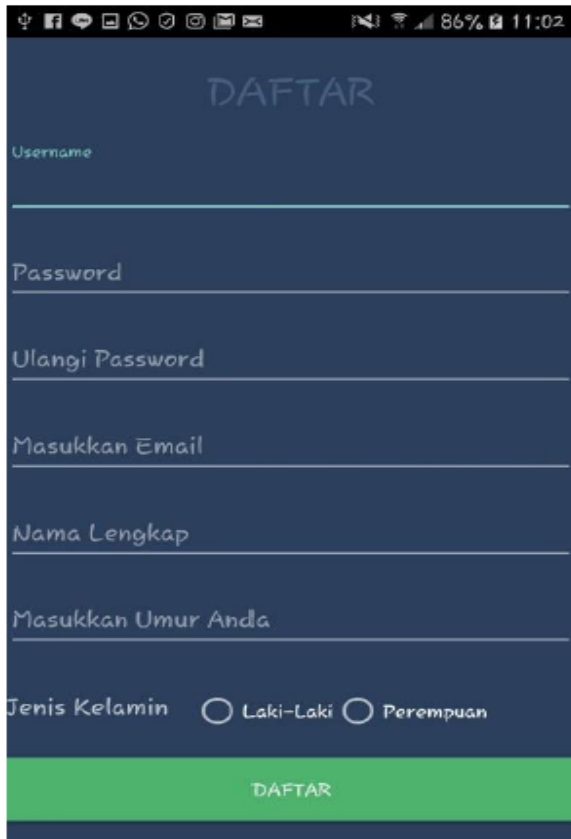 86% 11:02
DAFTAR
Username
Password
Ulangi Password
Masukkan Email
Nama Lengkap
Masukkan Umur Anda
Jenis Kelamin Laki-Laki Perempuan
DAFTAR